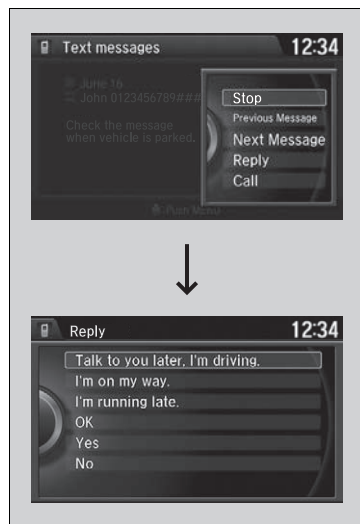 Text messages
12:34
June 16
John 0123456789###
Check the message
when vehicle is parked.
Stop
Previous Message
Next Message
Reply
Call
Push Menu
Reply
12:34
Talk to you later, I'm driving.
I'm on my way.
I'm running late.
OK
Yes
No